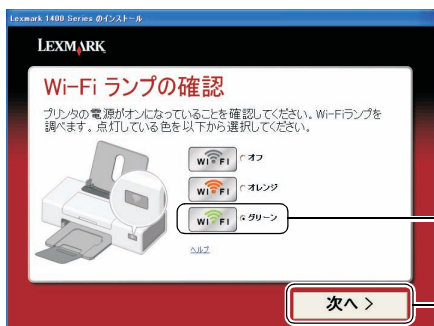 Lexmark 1400 Series のインストール
LEXMARK
Wi-Fi ランプの確認
プリンタの電源がオンになっていることを確認してください。Wi-Fiランプを
調べます。点灯している色を以下から選択してください。
WI FI オフ
WI FI オレンジ
WI FI グリーン
ヘルプ
次へ >